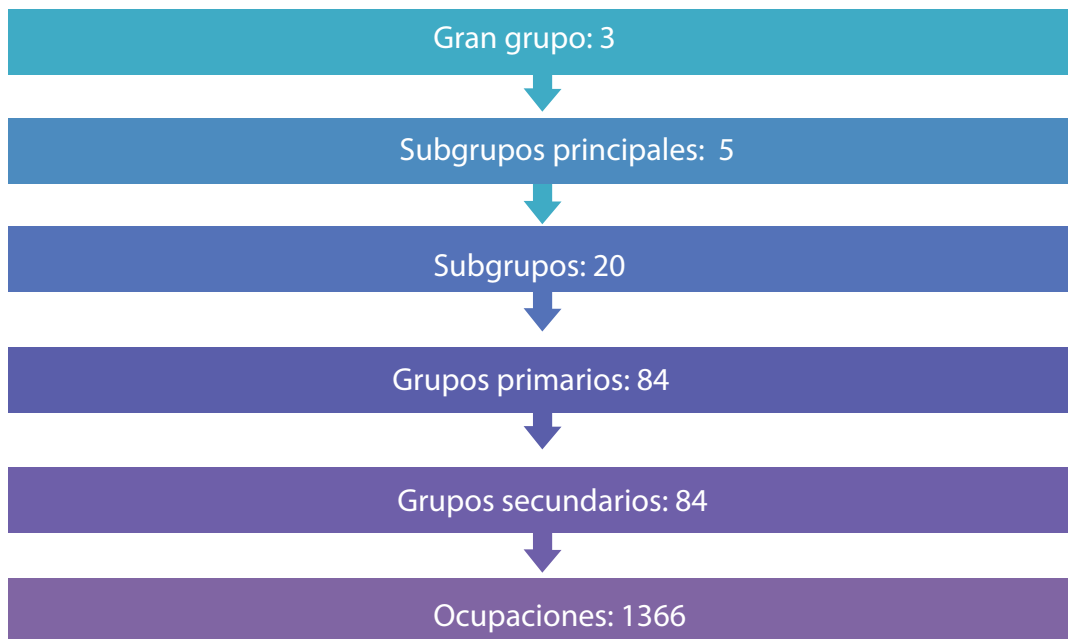 Gran grupo: 3
Subgrupos principales:  5
Subgrupos: 20
Grupos primarios: 84
Grupos secundarios: 84
Ocupaciones: 1366